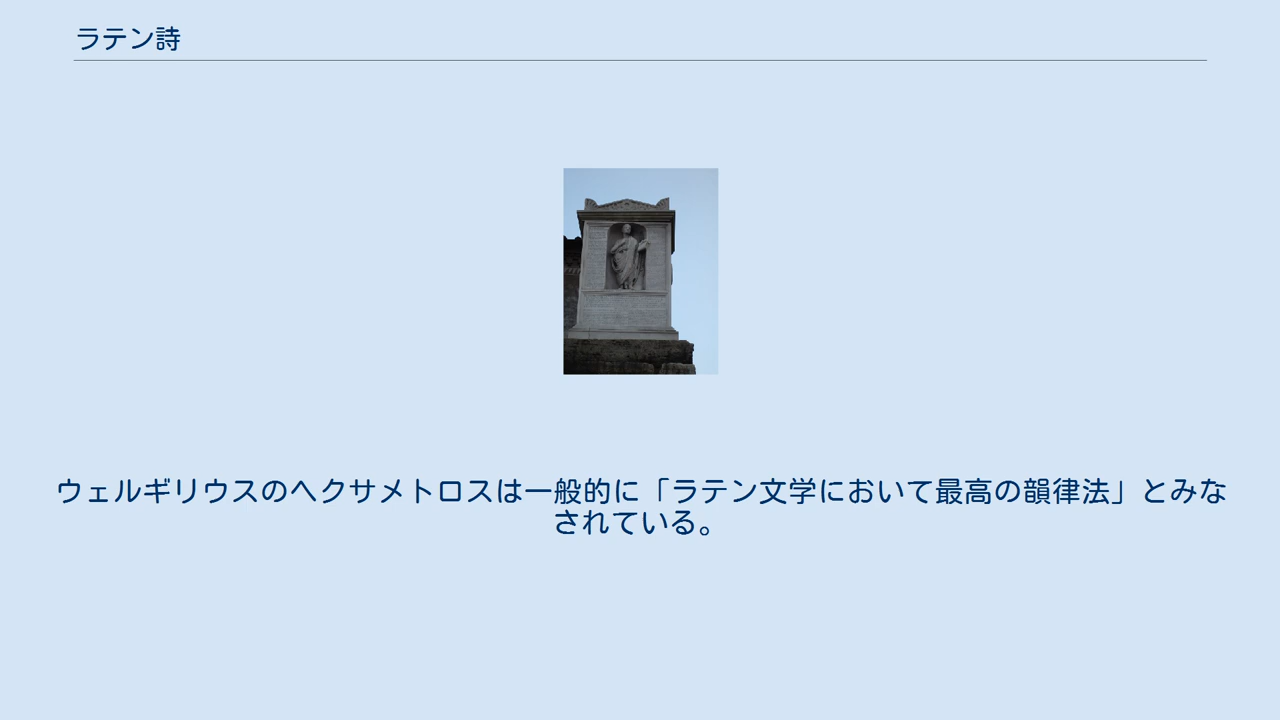 ラテン詩
ウェルギリウスのヘクサメトロスは一般的に「ラテン文学において最高の韻律法」とみな
されている。